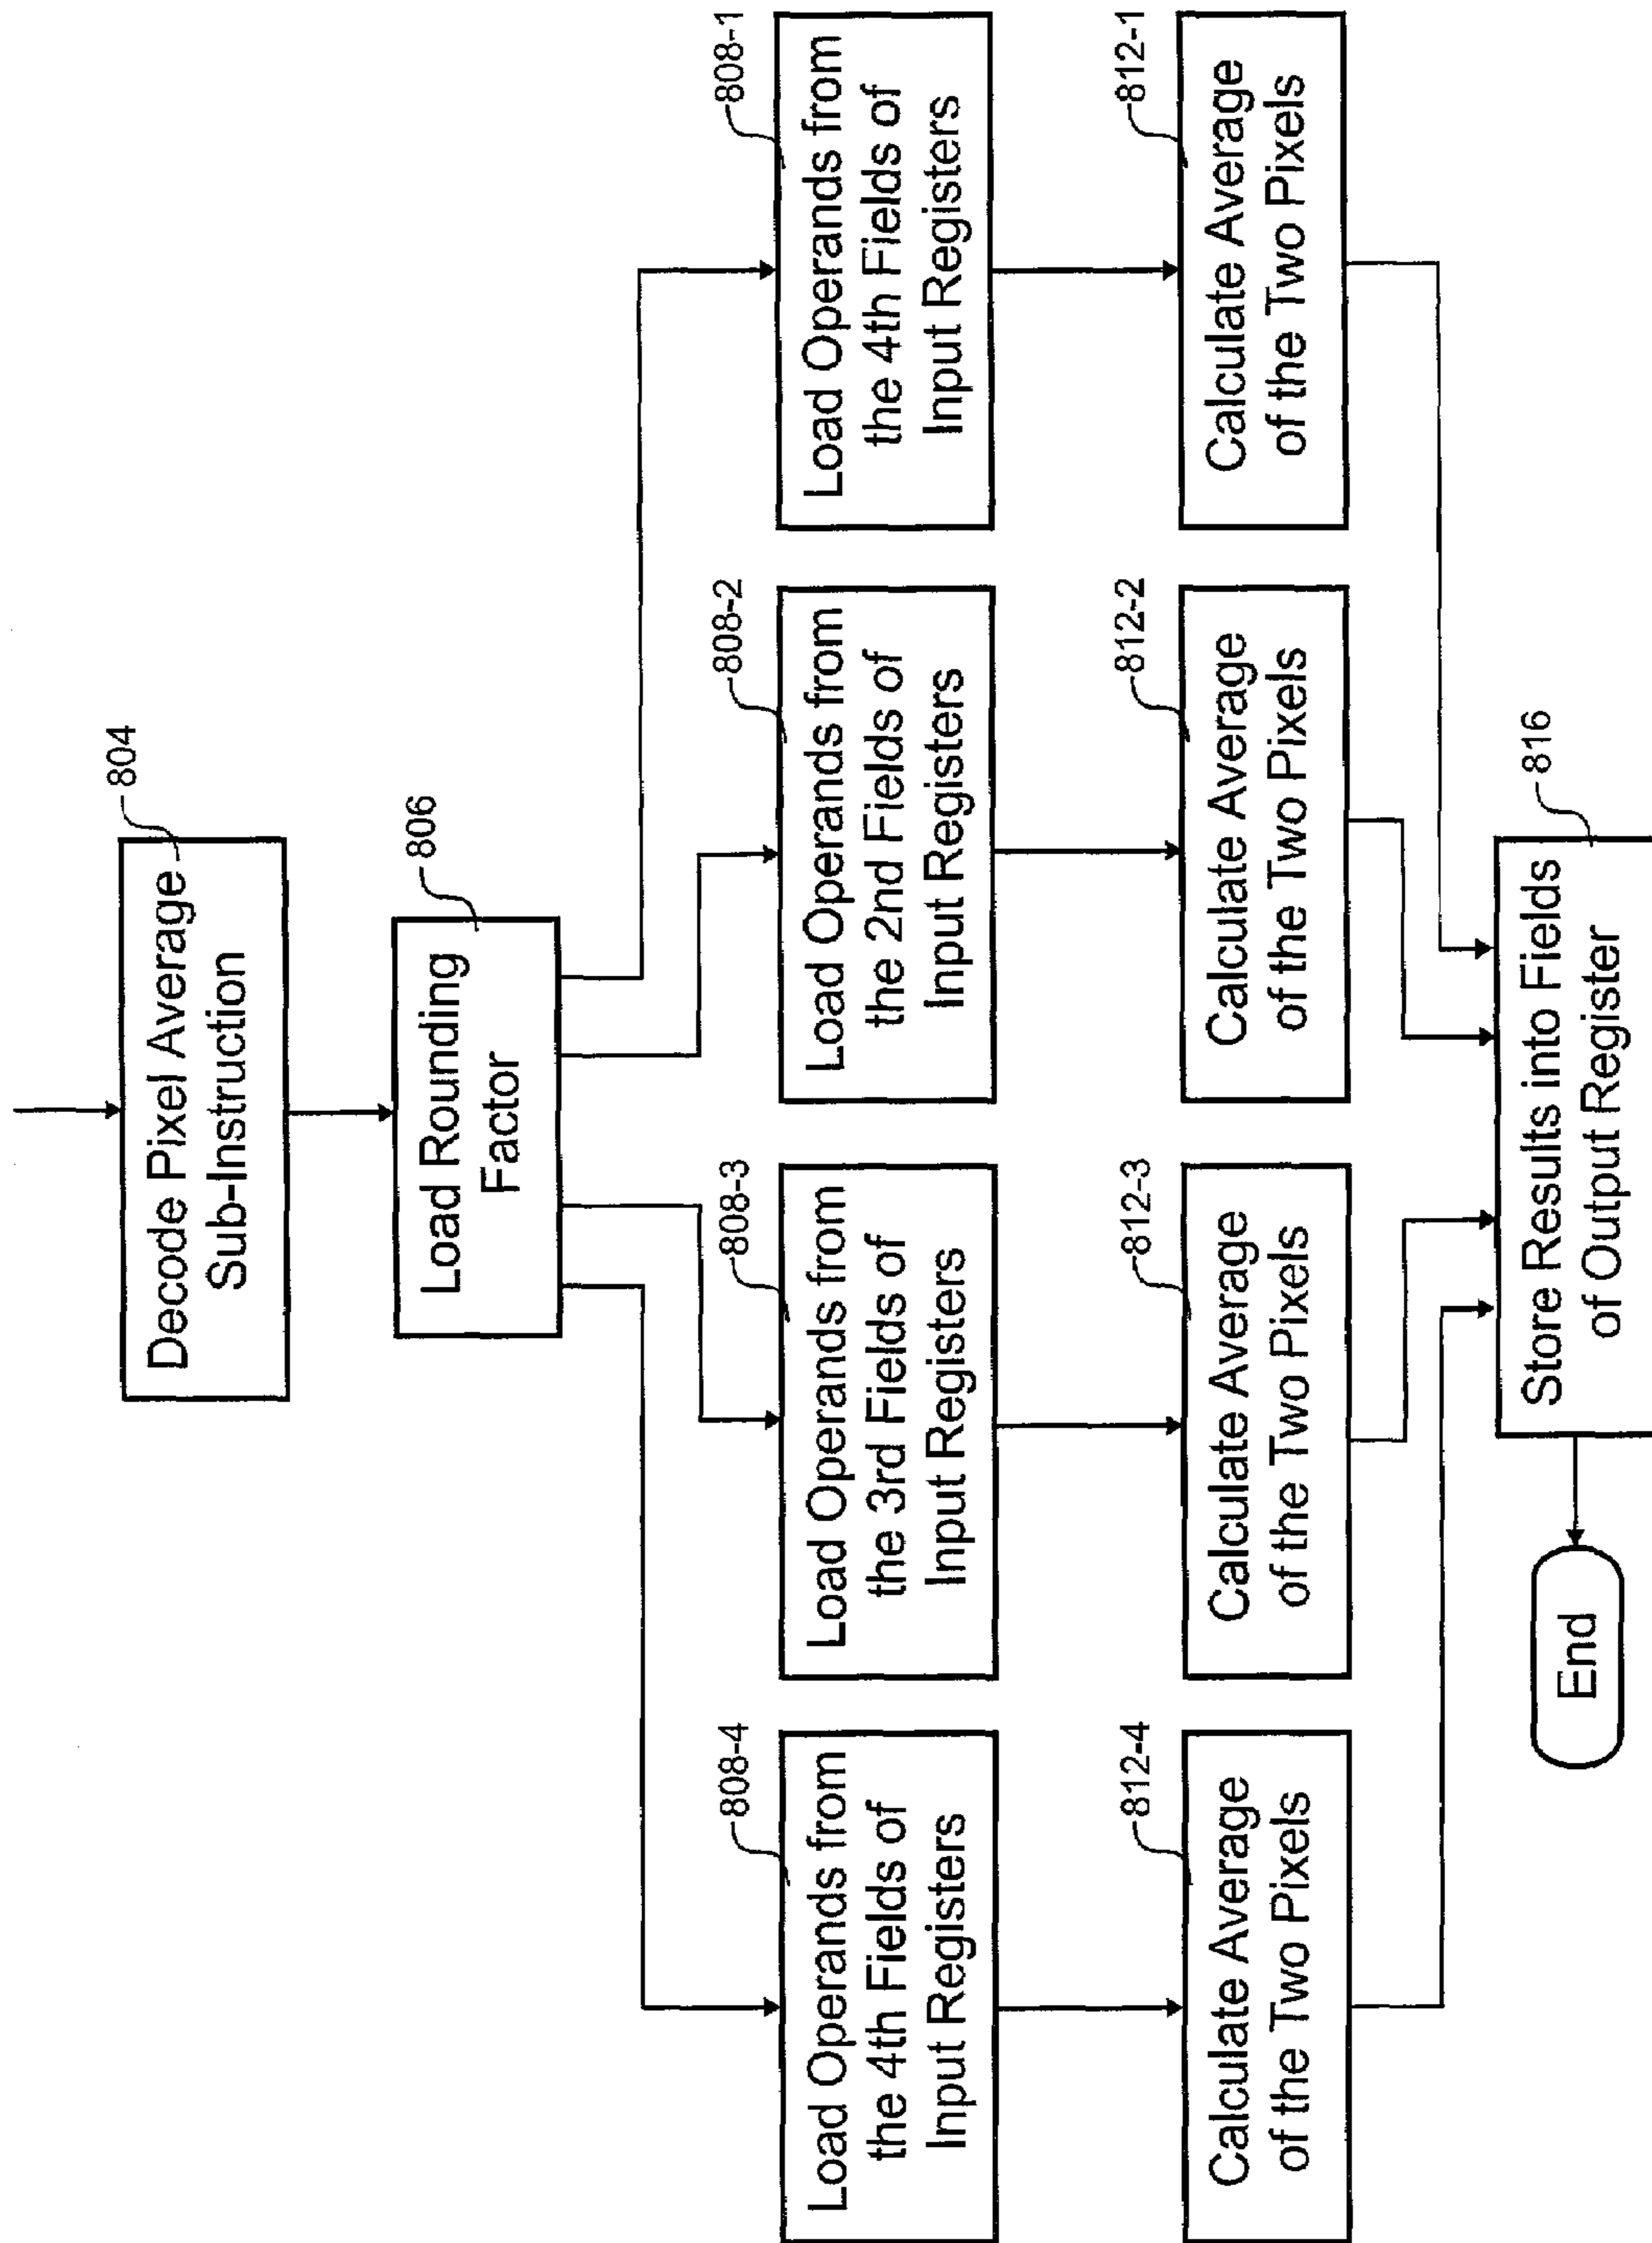 804
Decode Pixel Average
Sub-Instruction
806
Load Rounding
Factor
808-4
Load Operands from
the 4th Fields of
Input Registers
808-3
Load Operands from
the 3rd Fields of
Input Registers
808-2
Load Operands from
the 2nd Fields of
Input Registers
808-1
Load Operands from
the 4th Fields of
Input Registers
812-4
Calculate Average
of the Two Pixels
812-3
Calculate Average
of the Two Pixels
812-2
Calculate Average
of the Two Pixels
812-1
Calculate Average
of the Two Pixels
816
Store Results into Fields
of Output Register
End